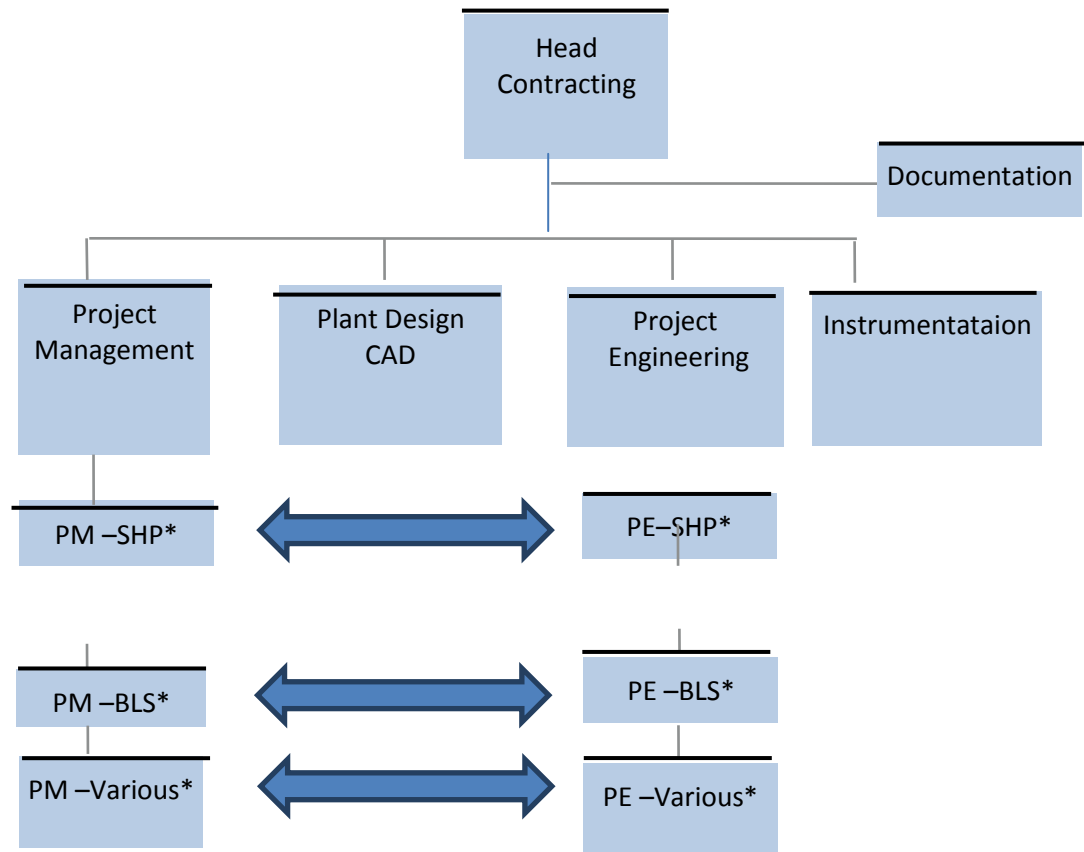 Head
Contracting
Documentation
Project
Management
Plant Design
CAD
Project
Engineering
Instrumentataion
PM –SHP*
PE–SHP*
PM –BLS*
PE –BLS*
PM –Various*
PE –Various*